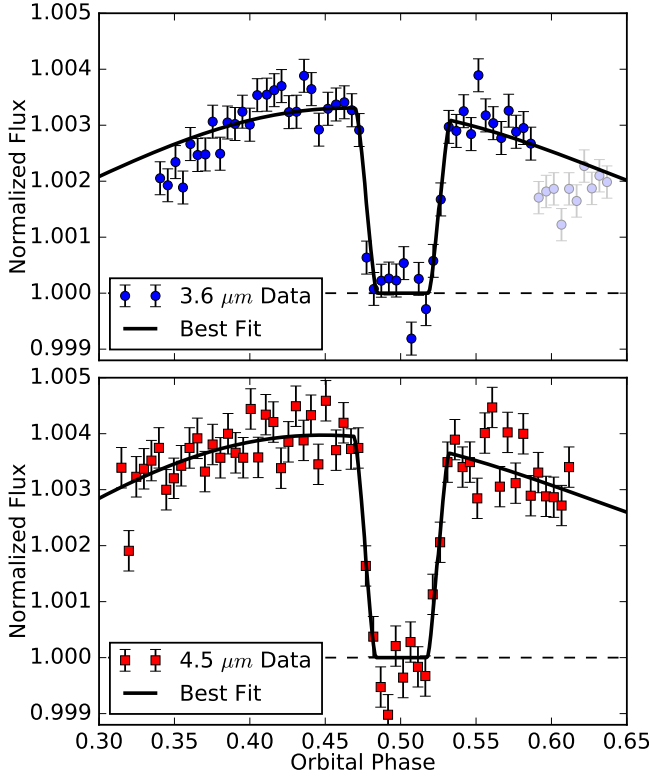 1.005
1.004
1.003
1.002
1.001
1.000
0.999
Normalized Flux
3.6 μm Data
Best Fit
1.005
1.004
1.003
1.002
1.001
1.000
0.999
Normalized Flux
4.5 μm Data
Best Fit
0.30 0.35 0.40 0.45 0.50 0.55 0.60 0.65
Orbital Phase